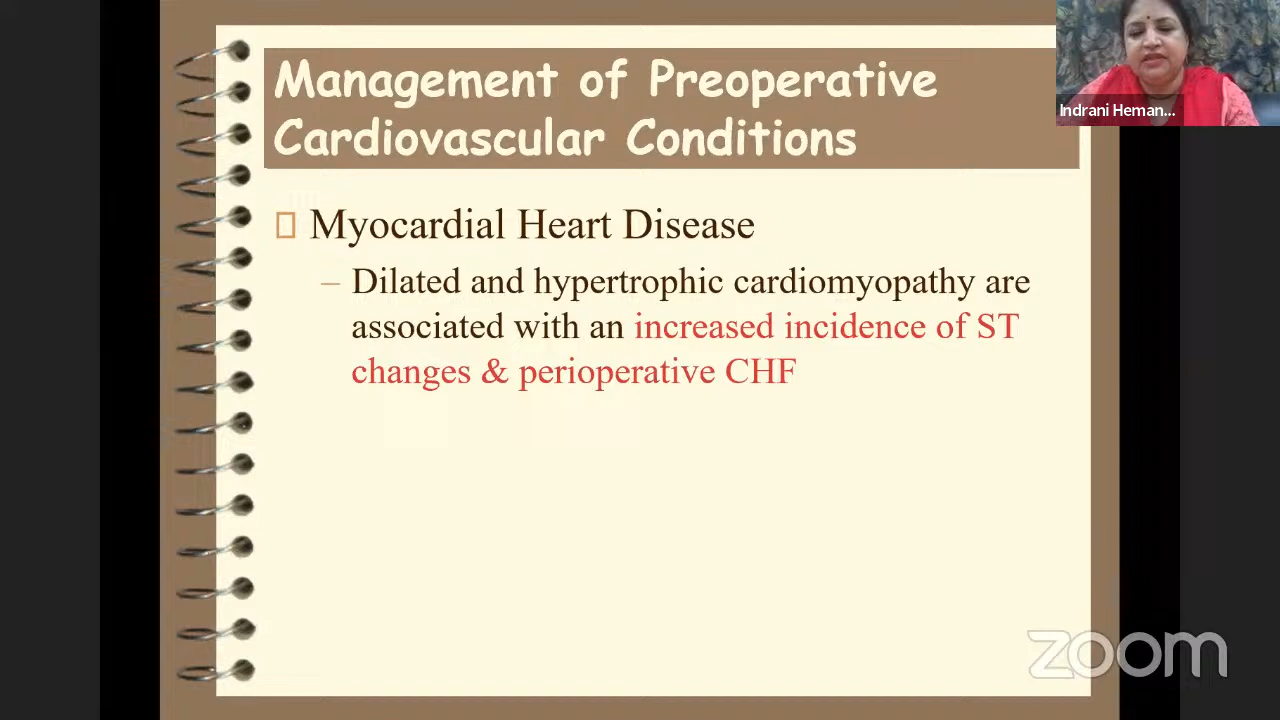 Management of Preoperative
Cardiovascular Conditions
Indrani Heman...
Myocardial Heart Disease
– Dilated and hypertrophic cardiomyopathy are
associated with an increased incidence of ST
changes & perioperative CHF
zoom